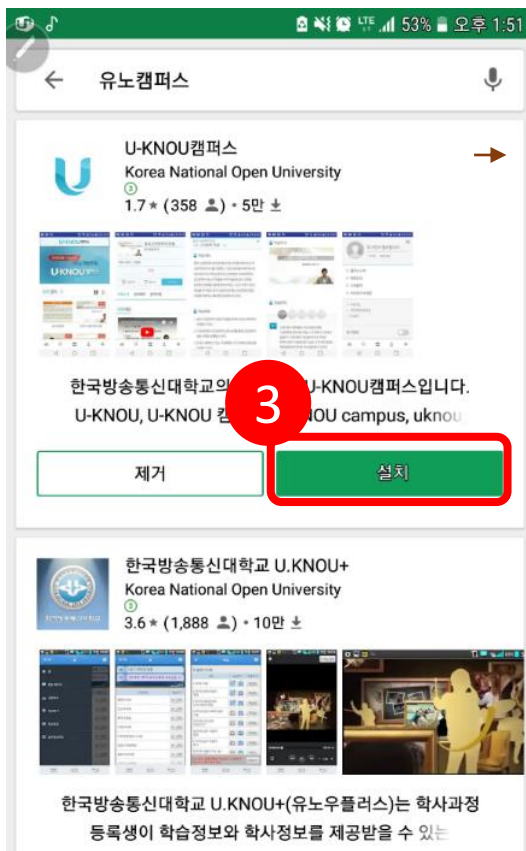 LTE 53% 오후 1:51
유노캠퍼스
U-KNOU캠퍼스
Korea National Open University
③
1.7★ (358 ) • 5만
한국방송통신대학교의 U-KNOU캠퍼스입니다.
U-KNOU, U-KNOU campus, uknou
3
제거
설치
한국방송통신대학교 U.KNOU+
Korea National Open University
③
3.6★ (1,888 ) • 10만
한국방송통신대학교 U.KNOU+(유노우플러스)는 학사과정
등록생이 학습정보와 학사정보를 제공받을 수 있는